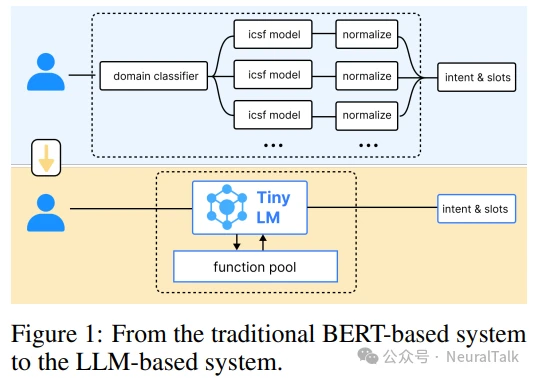 icsf model
normalize
domain classifier
icsf model
normalize
intent & slots
icsf model
normalize
•••
•••
Tiny
LM
intent & slots
function pool
Figure 1: From the traditional BERT-based system
to the LLM-based system.
公众号 · NeuralTalk